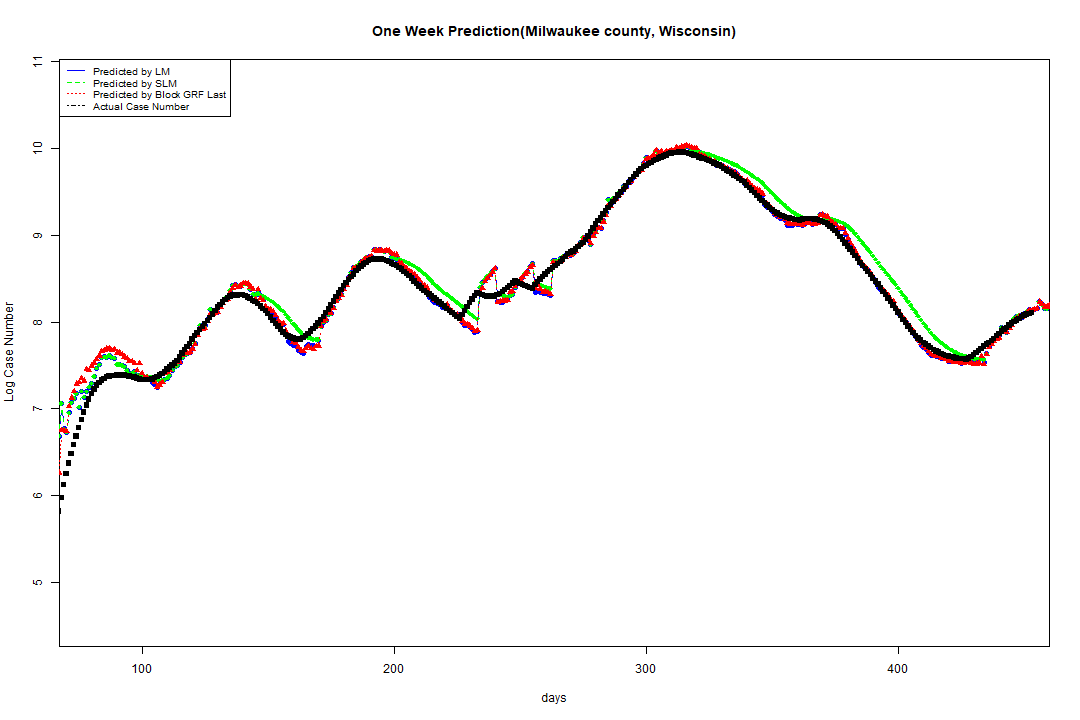 One Week Prediction(Milwaukee county, Wisconsin)
Predicted by LM
Predicted by SLM
Predicted by Block GRF Last
Actual Case Number
11
10
9
8
7
6
5
Log Case Number
100 200 300 400
days